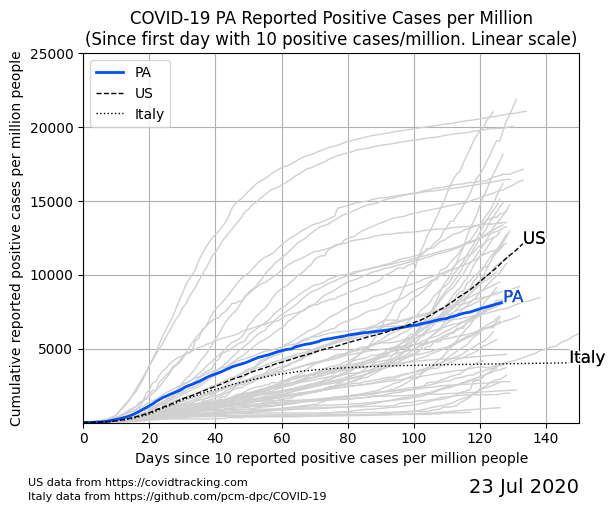 COVID-19 PA Reported Positive Cases per Million
(Since first day with 10 positive cases/million. Linear scale)
Cumulative reported positive cases per million people
25000
20000
15000
10000
5000
PA
US
Italy
US
PA
Italy
0 20 40 60 80 100 120 140
Days since 10 reported positive cases per million people
US data from https://covidtracking.com
Italy data from https://github.com/pcm-dpc/COVID-19
23 Jul 2020